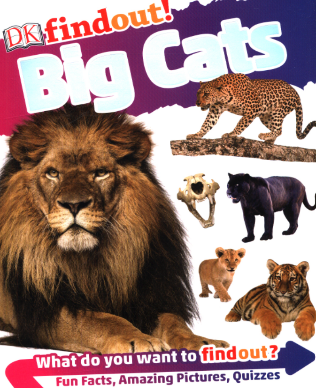 DK findout!
Big Cats
What do you want to findout?
Fun Facts, Amazing Pictures, Quizzes